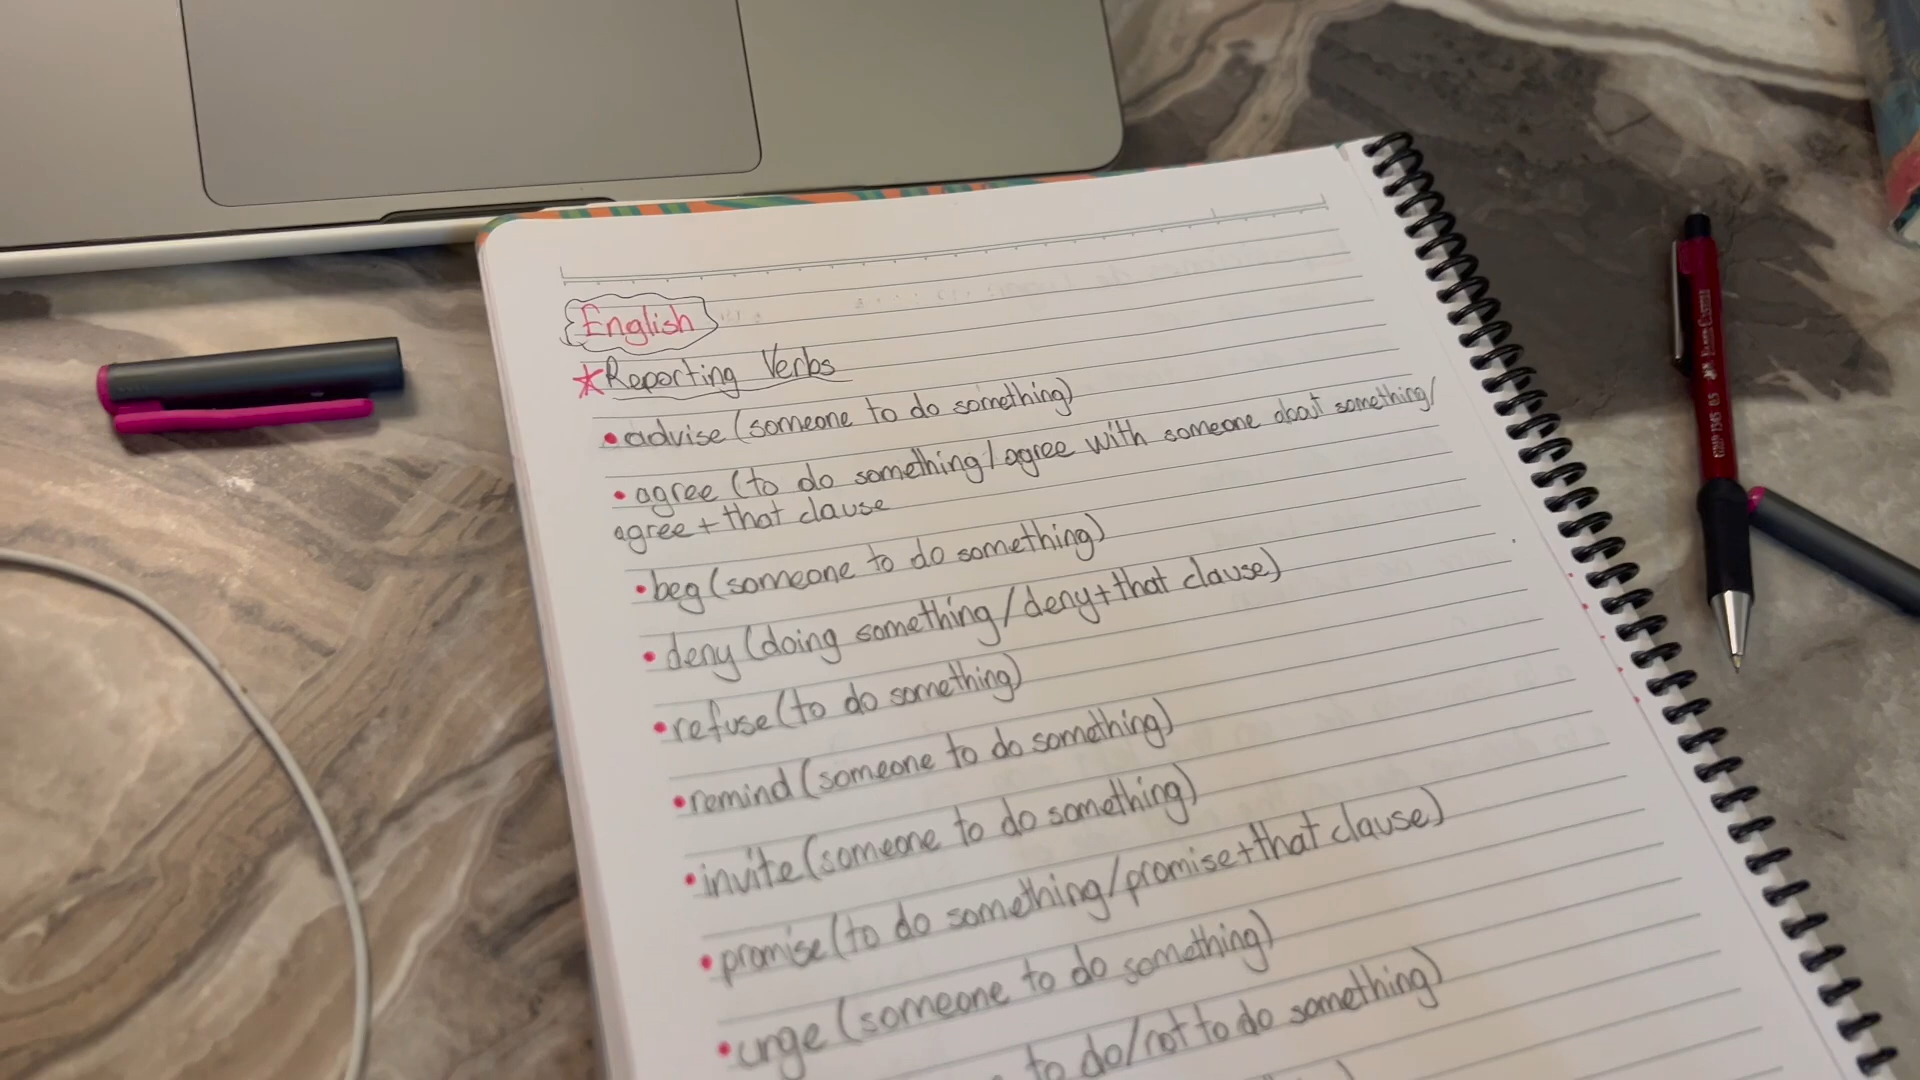 English
*Reporting Verbs
•advise (someone to do something)
•agree (to do something/agree with someone about something/
agree + that clause
•beg (someone to do something)
•deny (doing something/deny+that clause)
•refuse (to do something)
•remind (someone to do something)
•invite (someone to do something)
•promise (to do something/promise+that clause)
•urge (someone to do something)
to do/not to do something)